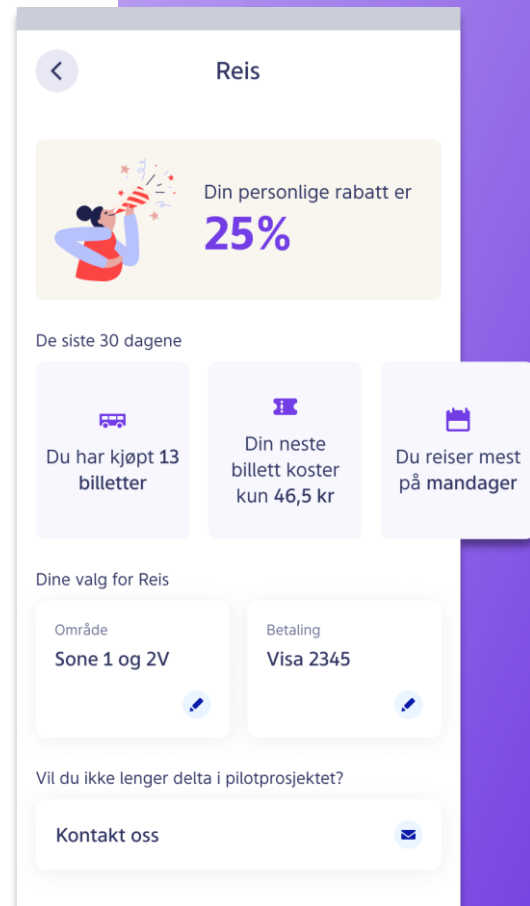 Reis
Din personlige rabatt er
25%
De siste 30 dagene
Du har kjøpt 13
billetter
Din neste
billett koster
kun 46,5 kr
Du reiser mest
på mandager
Dine valg for Reis
Område
Sone 1 og 2V
Betaling
Visa 2345
Vil du ikke lenger delta i pilotprosjektet?
Kontakt oss